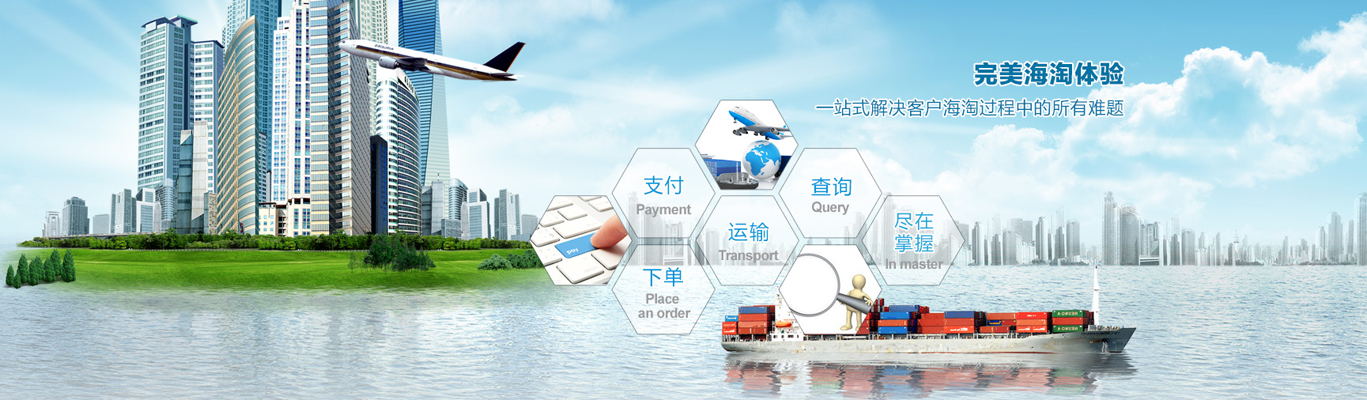 完美海淘体验
一站式解决客户海淘过程中的所有难题
支付
Payment
查询
Query
运输
Transport
尽在
掌握
In master
下单
Place
an order